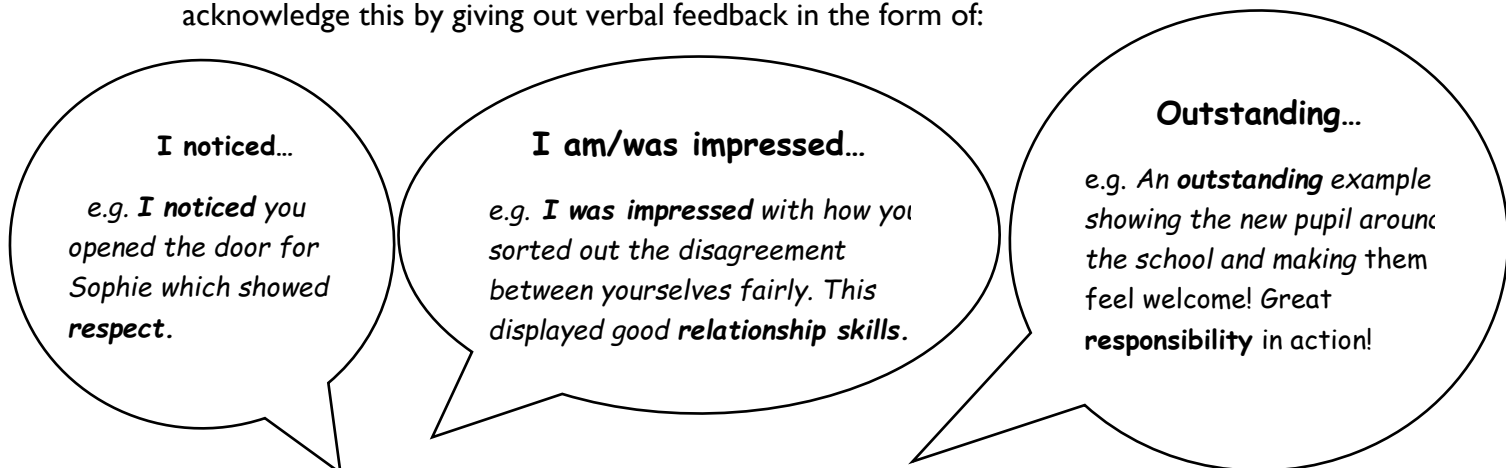 acknowledge this by giving out verbal feedback in the form of:
I noticed…
e.g. I noticed you
opened the door for
Sophie which showed
respect.
I am/was impressed…
e.g. I was impressed with how you
sorted out the disagreement
between yourselves fairly. This
displayed good relationship skills.
Outstanding…
e.g. An outstanding example
showing the new pupil around
the school and making them
feel welcome! Great
responsibility in action!